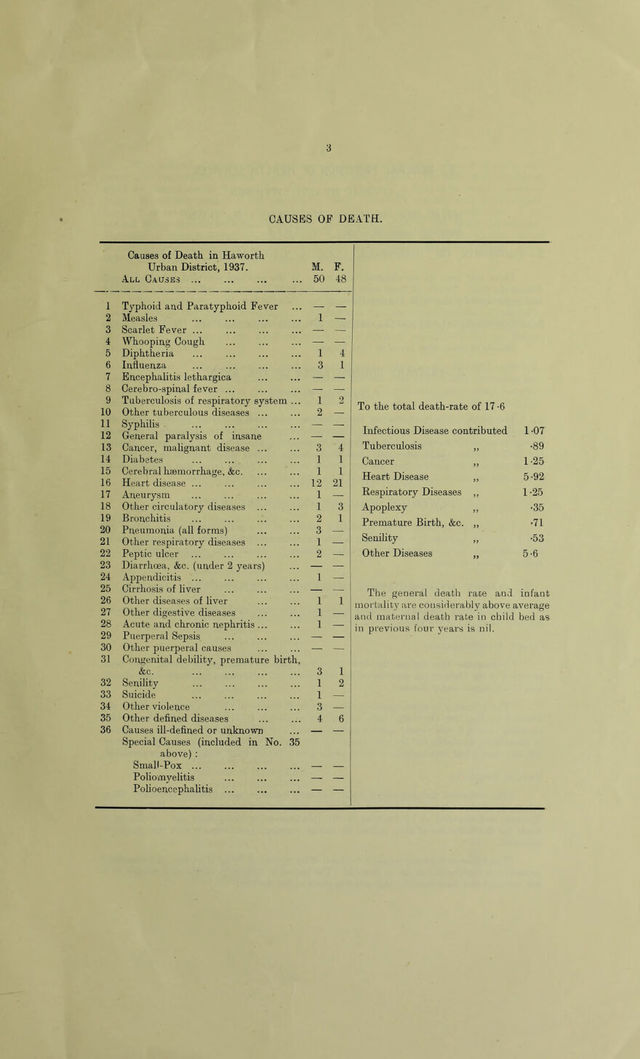 3
CAUSES OF DEATH.
Causes of Death in Haworth
Urban District, 1937. M. F.
ALL CAUSES ... ... ... ... 50 48
1 Typhoid and Paratyphoid Fever ... — —
2 Measles ... ... ... ... 1 —
3 Scarlet Fever ... ... ... ... — —
4 Whooping Cough ... ... ... — —
5 Diphtheria ... ... ... ... 1 4
6 Influenza ... ... ... ... 3 1
7 Encephalitis lethargica ... ... — —
8 Cerebro-spinal fever ... ... ... — —
9 Tuberculosis of respiratory system ... 1 2
10 Other tuberculous diseases ... ... 2 —
11 Syphilis ... ... ... ... — —
12 General paralysis of insane ... — —
13 Cancer, malignant disease ... ... 3 4
14 Diabetes ... ... ... ... 1 1
15 Cerebral hæmorrhage, &c. ... ... 1 1
16 Heart disease ... ... ... ... 12 21
17 Aneurysm ... ... ... ... 1 —
18 Other circulatory diseases ... ... 1 3
19 Bronchitis ... ... ... ... 2 1
20 Pneumonia (all forms) ... ... 3 —
21 Other respiratory diseases ... ... 1 —
22 Peptic ulcer ... ... ... ... 2 —
23 Diarrhœa, &c. (under 2 years) ... — —
24 Appendicitis ... ... ... ... 1 —
25 Cirrhosis of liver ... ... ... — —
26 Other diseases of liver ... ... 1 1
27 Other digestive diseases ... ... 1 —
28 Acute and chronic nephritis ... ... 1 —
29 Puerperal Sepsis ... ... ... — —
30 Other puerperal causes ... ... — —
31 Congenital debility, premature birth,
&c. ... ... ... ... 3 1
32 Senility ... ... ... ... 1 2
33 Suicide ... ... ... ... 1 —
34 Other violence ... ... ... 3 —
35 Other defined diseases ... ... 4 6
36 Causes ill-defined or unknown ... — —
Special Causes (included in No. 35
above) :
Small-Pox ... ... ... ... — —
Poliomyelitis ... ... ... — —
Polioencephalitis ... ... ... — —
To the total death-rate of 17·6
Infectious Disease contributed 1·07
Tuberculosis ,, ·89
Cancer ,, 1·25
Heart Disease ,, 5·92
Respiratory Diseases ,, 1·25
Apoplexy ,, ·35
Premature Birth, &c. ,, ·71
Senility ,, ·53
Other Diseases ,, 5·6
The general death rate and infant
mortality are considerably above average
and maternal death rate in child bed as
in previous four years is nil.